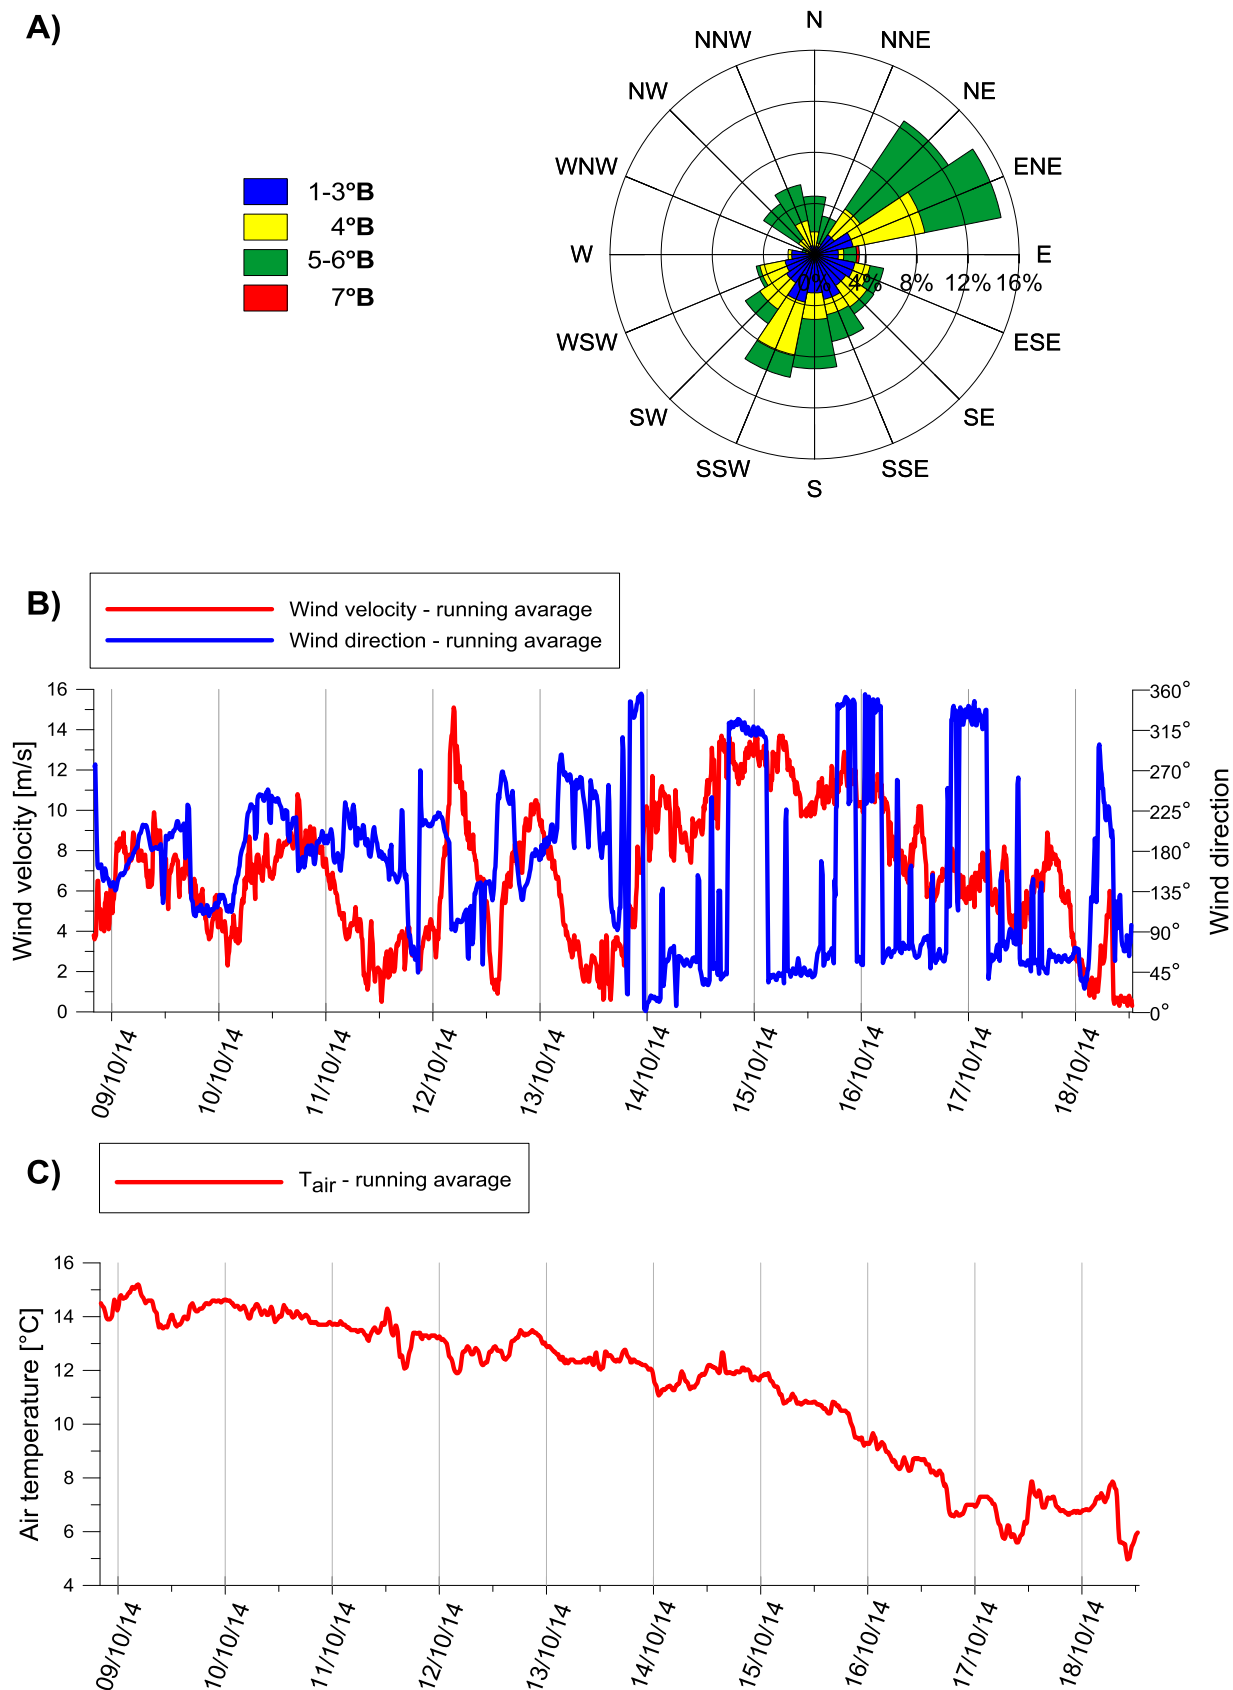 A)
N
NNW
NNE
NW
NE
WNW
ENE
1-3°B
4°B
5-6°B
7°B
W
E
0% 4% 8% 12% 16%
WSW
ESE
SW
SE
SSW
SSE
S
B)
Wind velocity - running avarage
Wind direction - running avarage
Wind velocity [m/s]
16
14
12
10
8
6
4
2
0
360°
315°
270°
225°
180°
135°
90°
45°
0°
Wind direction
09/10/14
10/10/14
11/10/14
12/10/14
13/10/14
14/10/14
15/10/14
16/10/14
17/10/14
18/10/14
C)
Tair - running avarage
Air temperature [°C]
16
14
12
10
8
6
4
09/10/14
10/10/14
11/10/14
12/10/14
13/10/14
14/10/14
15/10/14
16/10/14
17/10/14
18/10/14